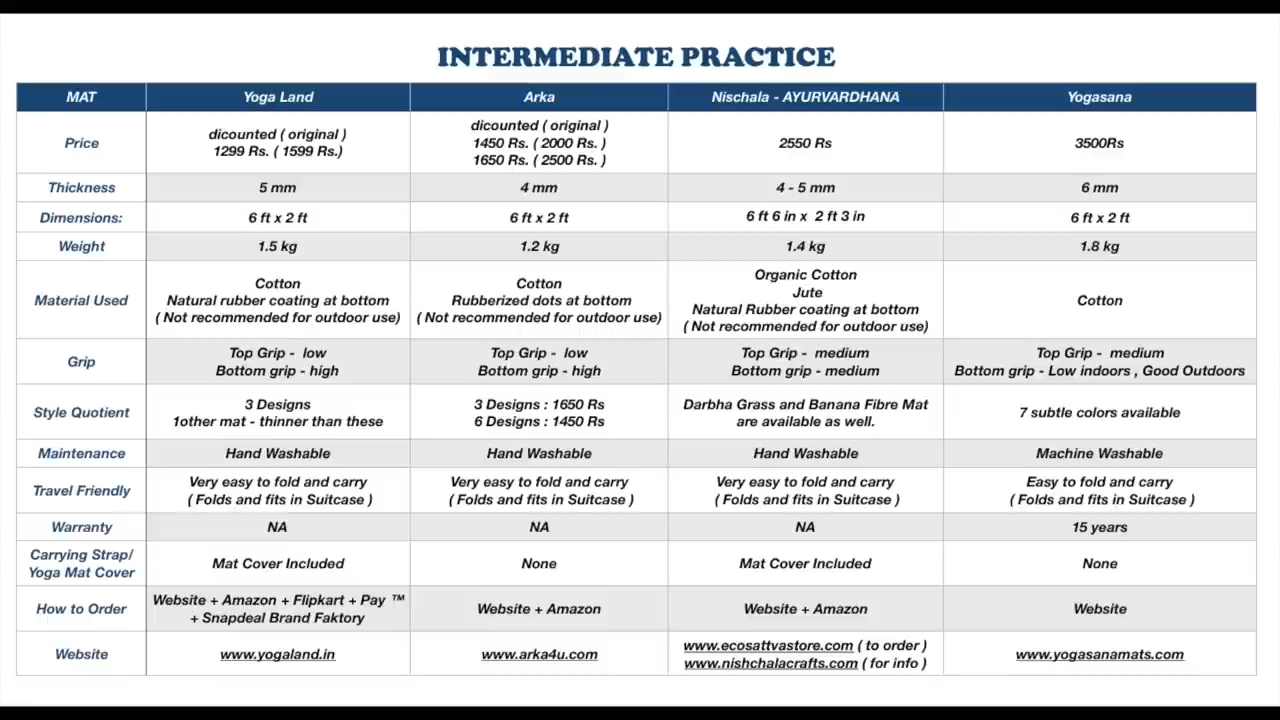 INTERMEDIATE PRACTICE
MAT
Yoga Land
Arka
Nischala - AYURVARDHANA
Yogasana
Price
dicounted ( original )
1299 Rs. ( 1599 Rs.)
dicounted ( original )
1450 Rs. ( 2000 Rs. )
1650 Rs. ( 2500 Rs. )
2550 Rs
3500Rs
Thickness
5 mm
4 mm
4 - 5 mm
6 mm
Dimensions:
6 ft x 2 ft
6 ft x 2 ft
6 ft 6 in x 2 ft 3 in
6 ft x 2 ft
Weight
1.5 kg
1.2 kg
1.4 kg
1.8 kg
Material Used
Cotton
Natural rubber coating at bottom
( Not recommended for outdoor use)
Cotton
Rubberized dots at bottom
( Not recommended for outdoor use)
Organic Cotton
Jute
Natural Rubber coating at bottom
( Not recommended for outdoor use)
Cotton
Grip
Top Grip - low
Bottom grip - high
Top Grip - low
Bottom grip - high
Top Grip - medium
Bottom grip - medium
Top Grip - medium
Bottom grip - Low indoors , Good Outdoors
Style Quotient
3 Designs
1other mat - thinner than these
3 Designs : 1650 Rs
6 Designs : 1450 Rs
Darbha Grass and Banana Fibre Mat
are available as well.
7 subtle colors available
Maintenance
Hand Washable
Hand Washable
Hand Washable
Machine Washable
Travel Friendly
Very easy to fold and carry
( Folds and fits in Suitcase )
Very easy to fold and carry
( Folds and fits in Suitcase )
Very easy to fold and carry
( Folds and fits in Suitcase )
Easy to fold and carry
( Folds and fits in Suitcase )
Warranty
NA
NA
NA
15 years
Carrying Strap/
Yoga Mat Cover
Mat Cover Included
None
Mat Cover Included
None
How to Order
Website + Amazon + Flipkart + Pay ™
+ Snapdeal Brand Faktory
Website + Amazon
Website + Amazon
Website
Website
www.yogaland.in
www.arka4u.com
www.ecosattvastore.com ( to order )
www.nishchalacrafts.com ( for info )
www.yogasanamats.com